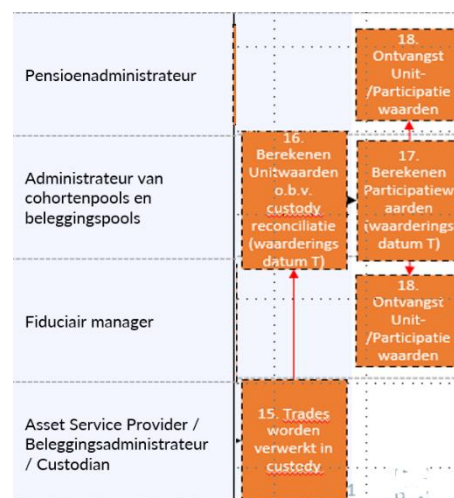 Pensioenadministrateur
18.
Ontvangst
Unit-
/Participatie
waarden
Administrateur van
cohortenpools en
beleggingspools
16.
Berekenen
Unitwaarden
o.b.v.
custody
reconciliatie
(waarderings
datum T)
17.
Berekenen
Participatiew
aarden
(waarderings
datum T)
Fiduciair manager
18.
Ontvangst
Unit-
/Participatie
waarden
Asset Service Provider /
Beleggingsadministrateur
/ Custodian
15. Trades
worden
verwerkt in
custody
1